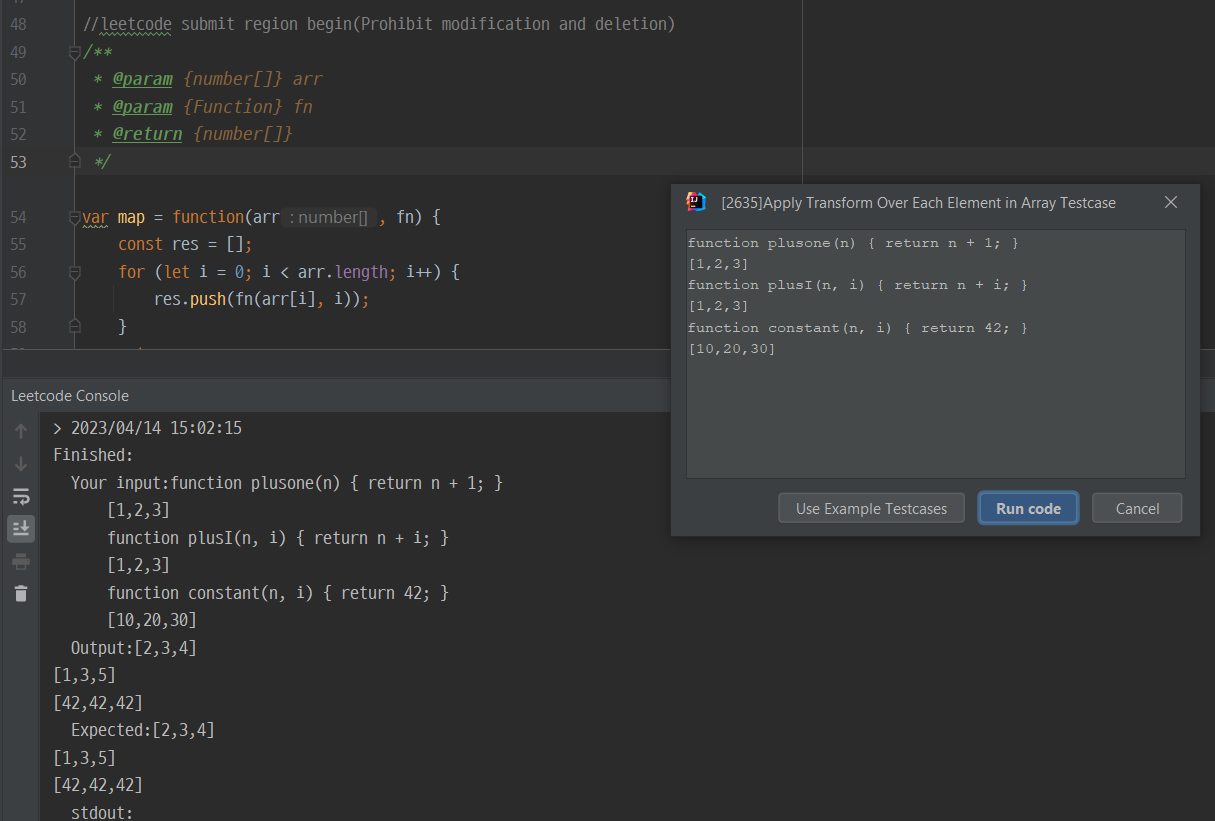 48 //leetcode submit region begin(Prohibit modification and deletion)
49 /**
50 * @param {number[]} arr
51 * @param {Function} fn
52 * @return {number[]}
53 */
54 var map = function(arr : number[] , fn) {
55 const res = [];
56 for (let i = 0; i < arr.length; i++) {
57 res.push(fn(arr[i], i));
58 }
[2635]Apply Transform Over Each Element in Array Testcase
function plusone(n) { return n + 1; }
[1,2,3]
function plusI(n, i) { return n + i; }
[1,2,3]
function constant(n, i) { return 42; }
[10,20,30]
Use Example Testcases
Run code
Cancel
Leetcode Console
> 2023/04/14 15:02:15
Finished:
Your input:function plusone(n) { return n + 1; }
[1,2,3]
function plusI(n, i) { return n + i; }
[1,2,3]
function constant(n, i) { return 42; }
[10,20,30]
Output:[2,3,4]
[1,3,5]
[42,42,42]
Expected:[2,3,4]
[1,3,5]
[42,42,42]
stdout: